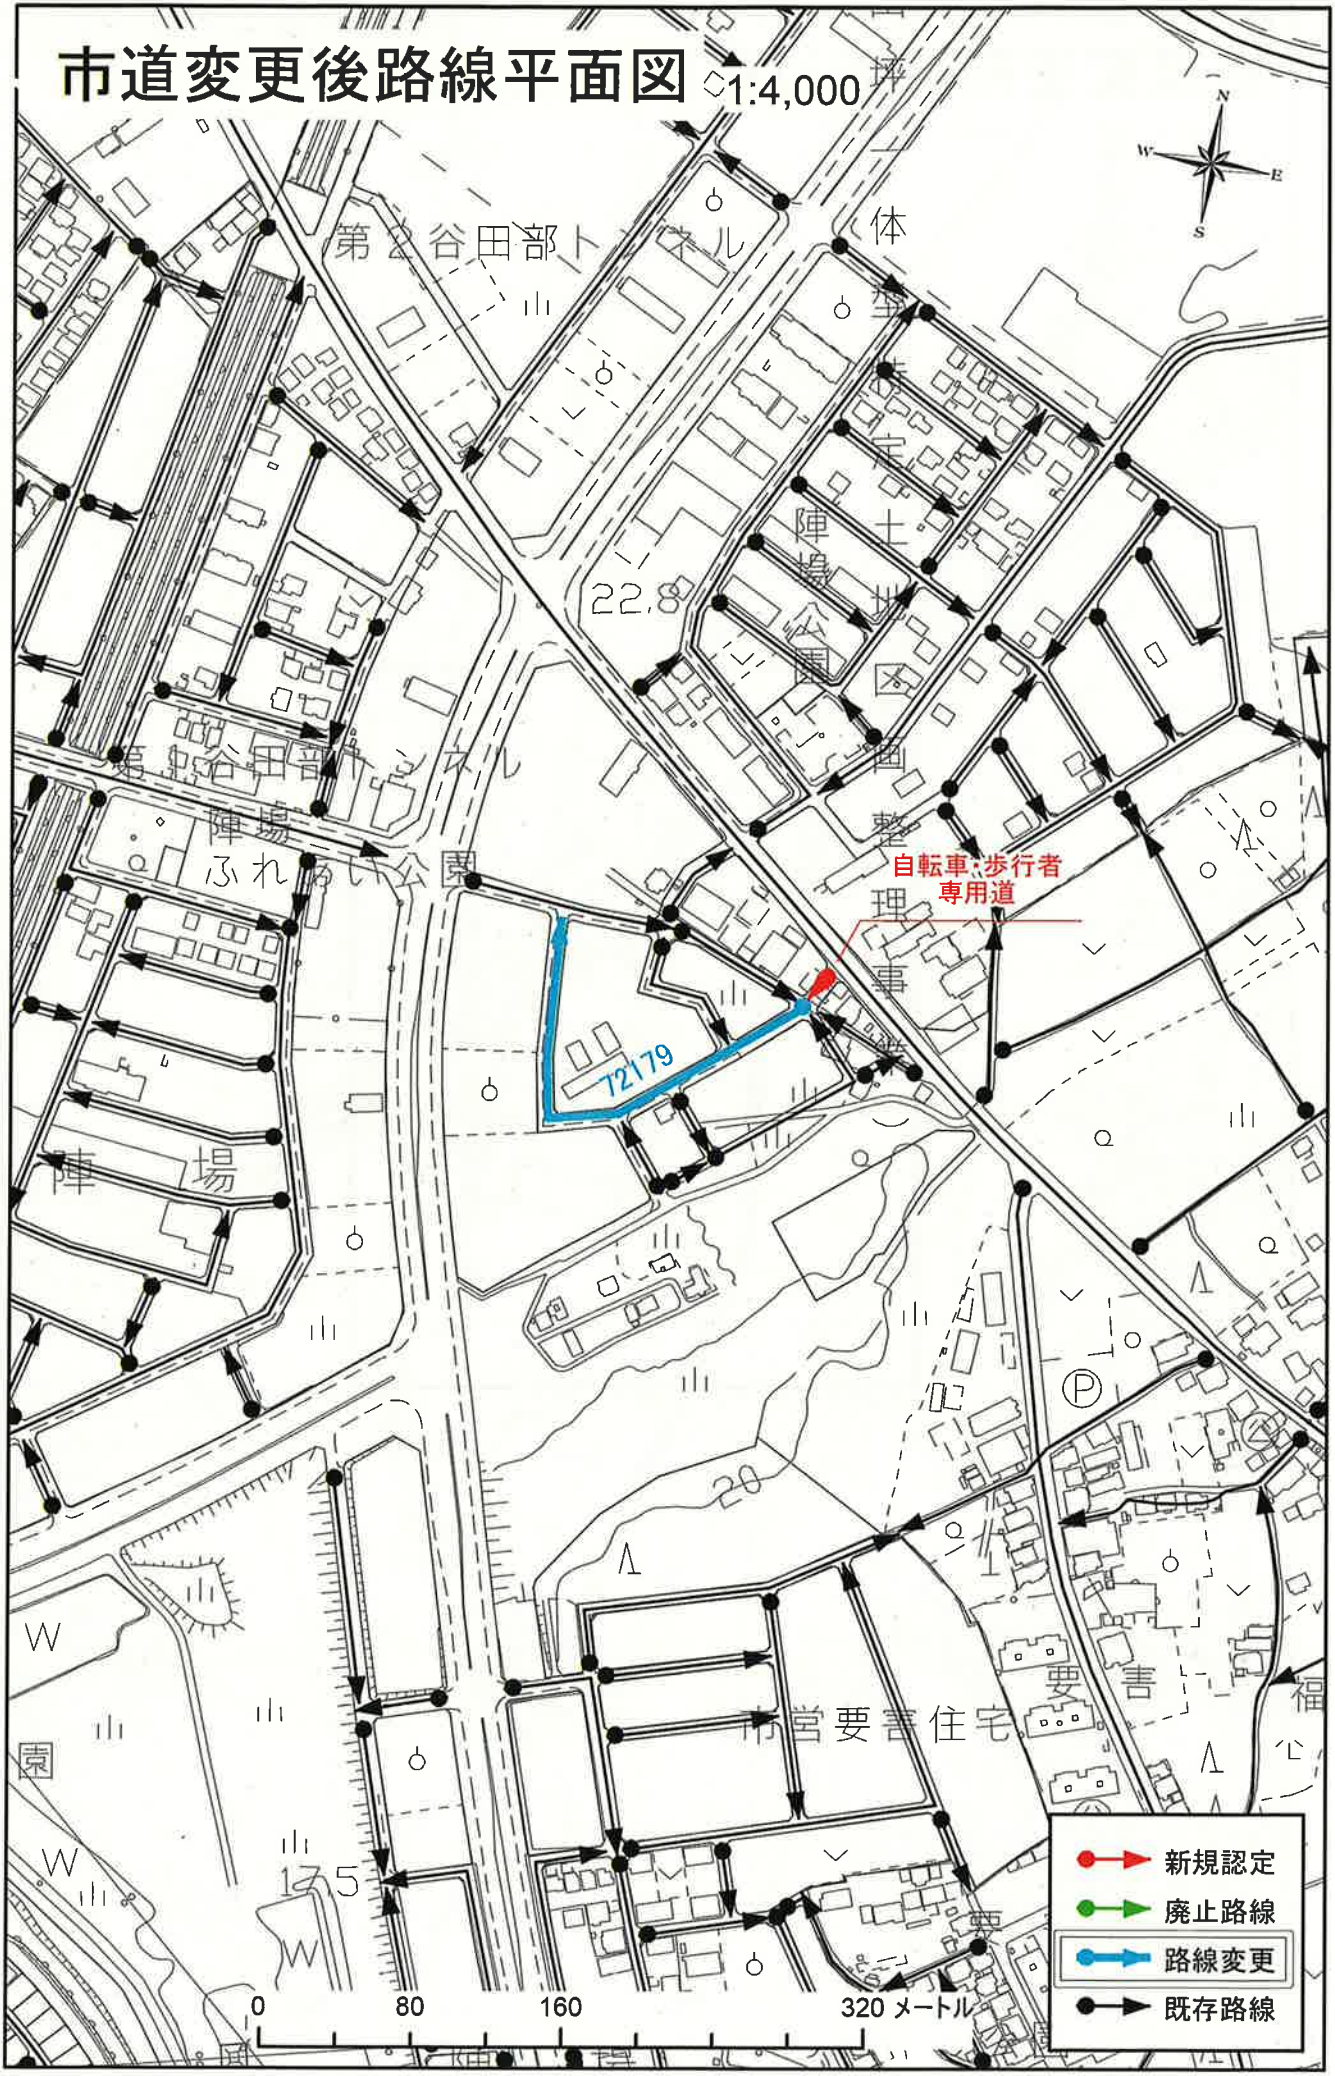 市道変更後路線平面図 1:4,000
N
W
E
S
坪
一
体
型
特
定
土
地
区
画
整
理
事
業
第2谷田部トンネル
22.8
陣場公園
第1谷田部トンネル
陣場
ふれあい公園
自転車・歩行者
専用道
72179
陣場
P
20
要害
市営要害住宅
福
園
17.5
要
0 80 160 320 メートル
新規認定
廃止路線
路線変更
既存路線